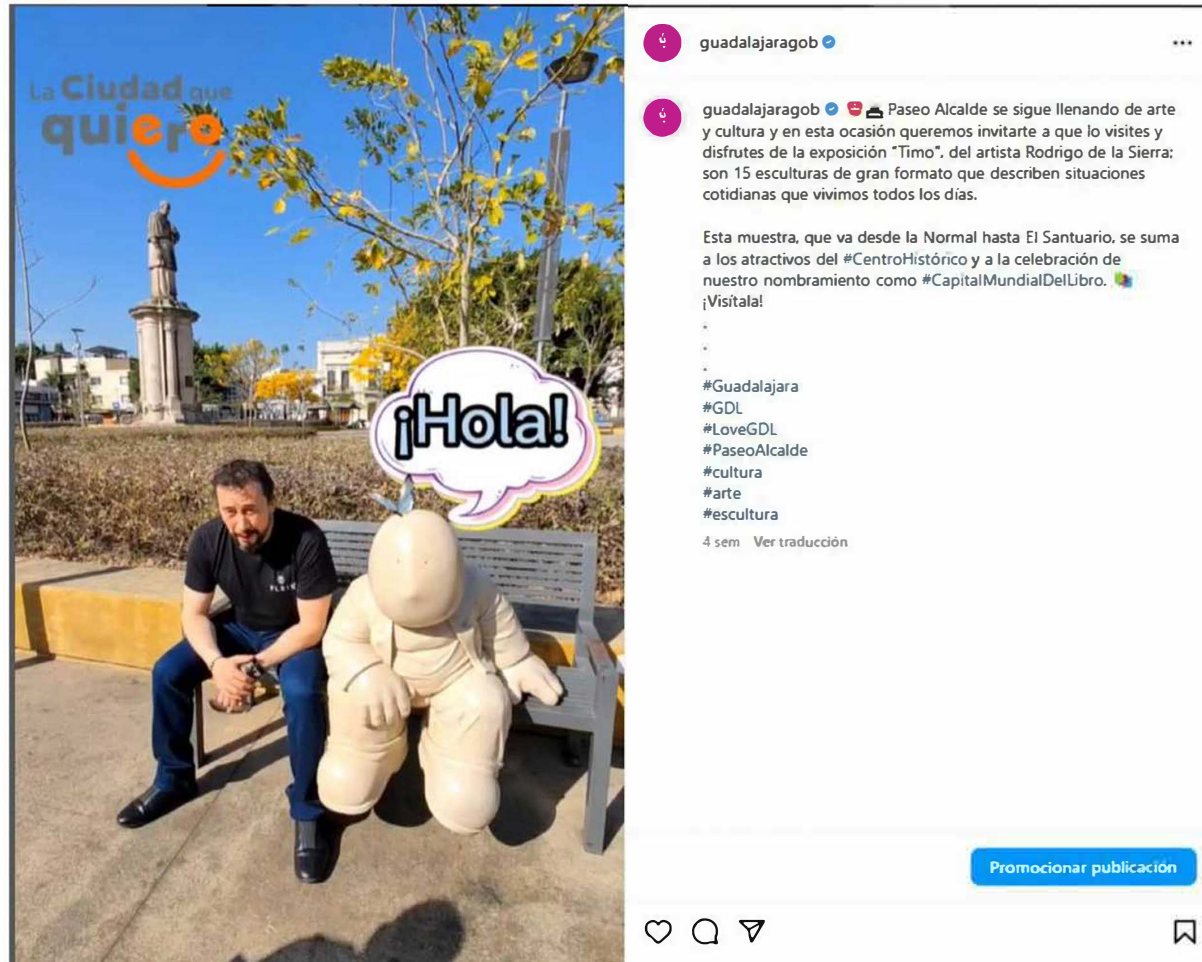 La Ciudad que
quiero
¡Hola!
guadalajaragob
guadalajaragob Paseo Alcalde se sigue llenando de arte
y cultura y en esta ocasión queremos invitarte a que lo visites y
disfrutes de la exposición "Timo", del artista Rodrigo de la Sierra;
son 15 esculturas de gran formato que describen situaciones
cotidianas que vivimos todos los días.
Esta muestra, que va desde la Normal hasta El Santuario, se suma
a los atractivos del #CentroHistórico y a la celebración de
nuestro nombramiento como #CapitalMundialDelLibro.
¡Visítala!
.
.
.
#Guadalajara
#GDL
#LoveGDL
#PaseoAlcalde
#cultura
#arte
#escultura
4 sem Ver traducción
Promocionar publicación